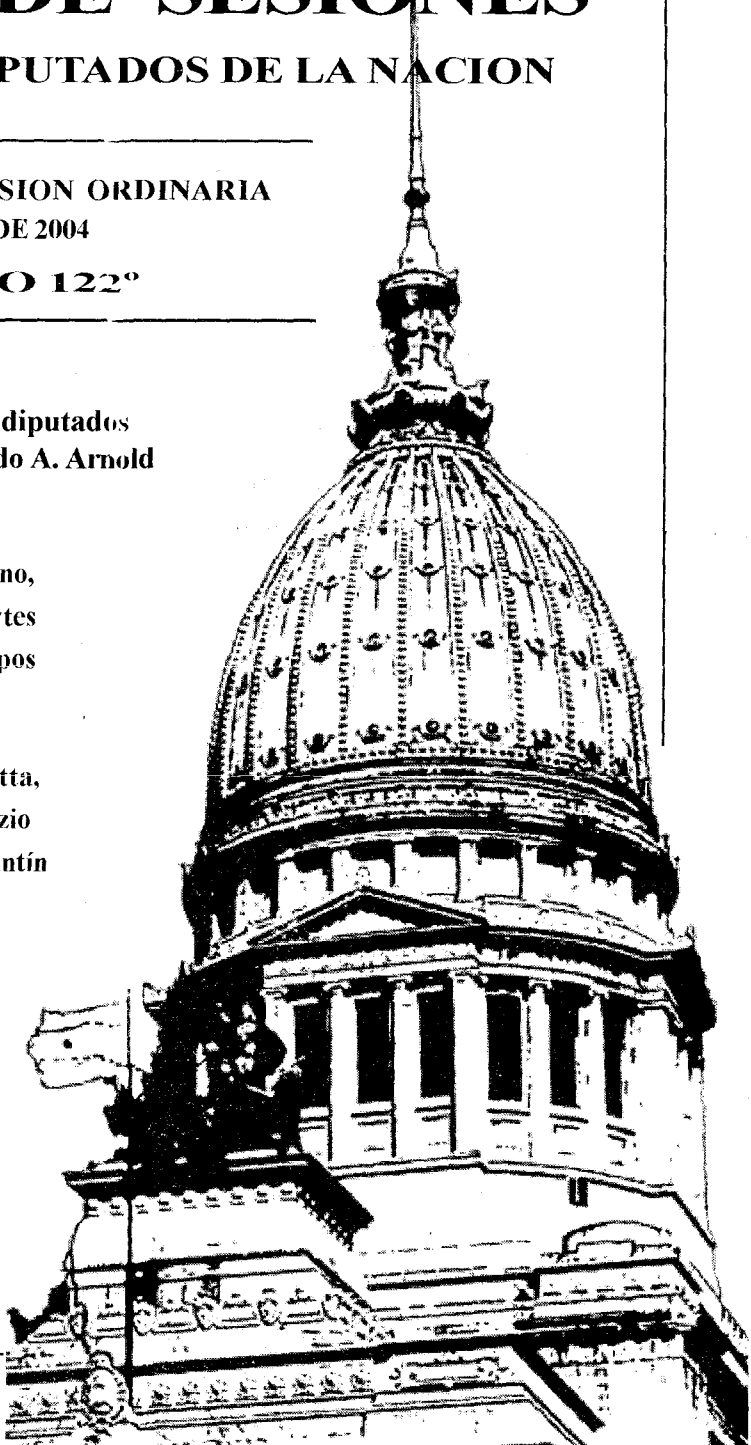 DE SESIONES
PUTADOS DE LA NACION
SION ORDINARIA
DE 2004
O 122º
diputados
do A. Arnold
no,
rtes
pos
tta,
zio
ntín